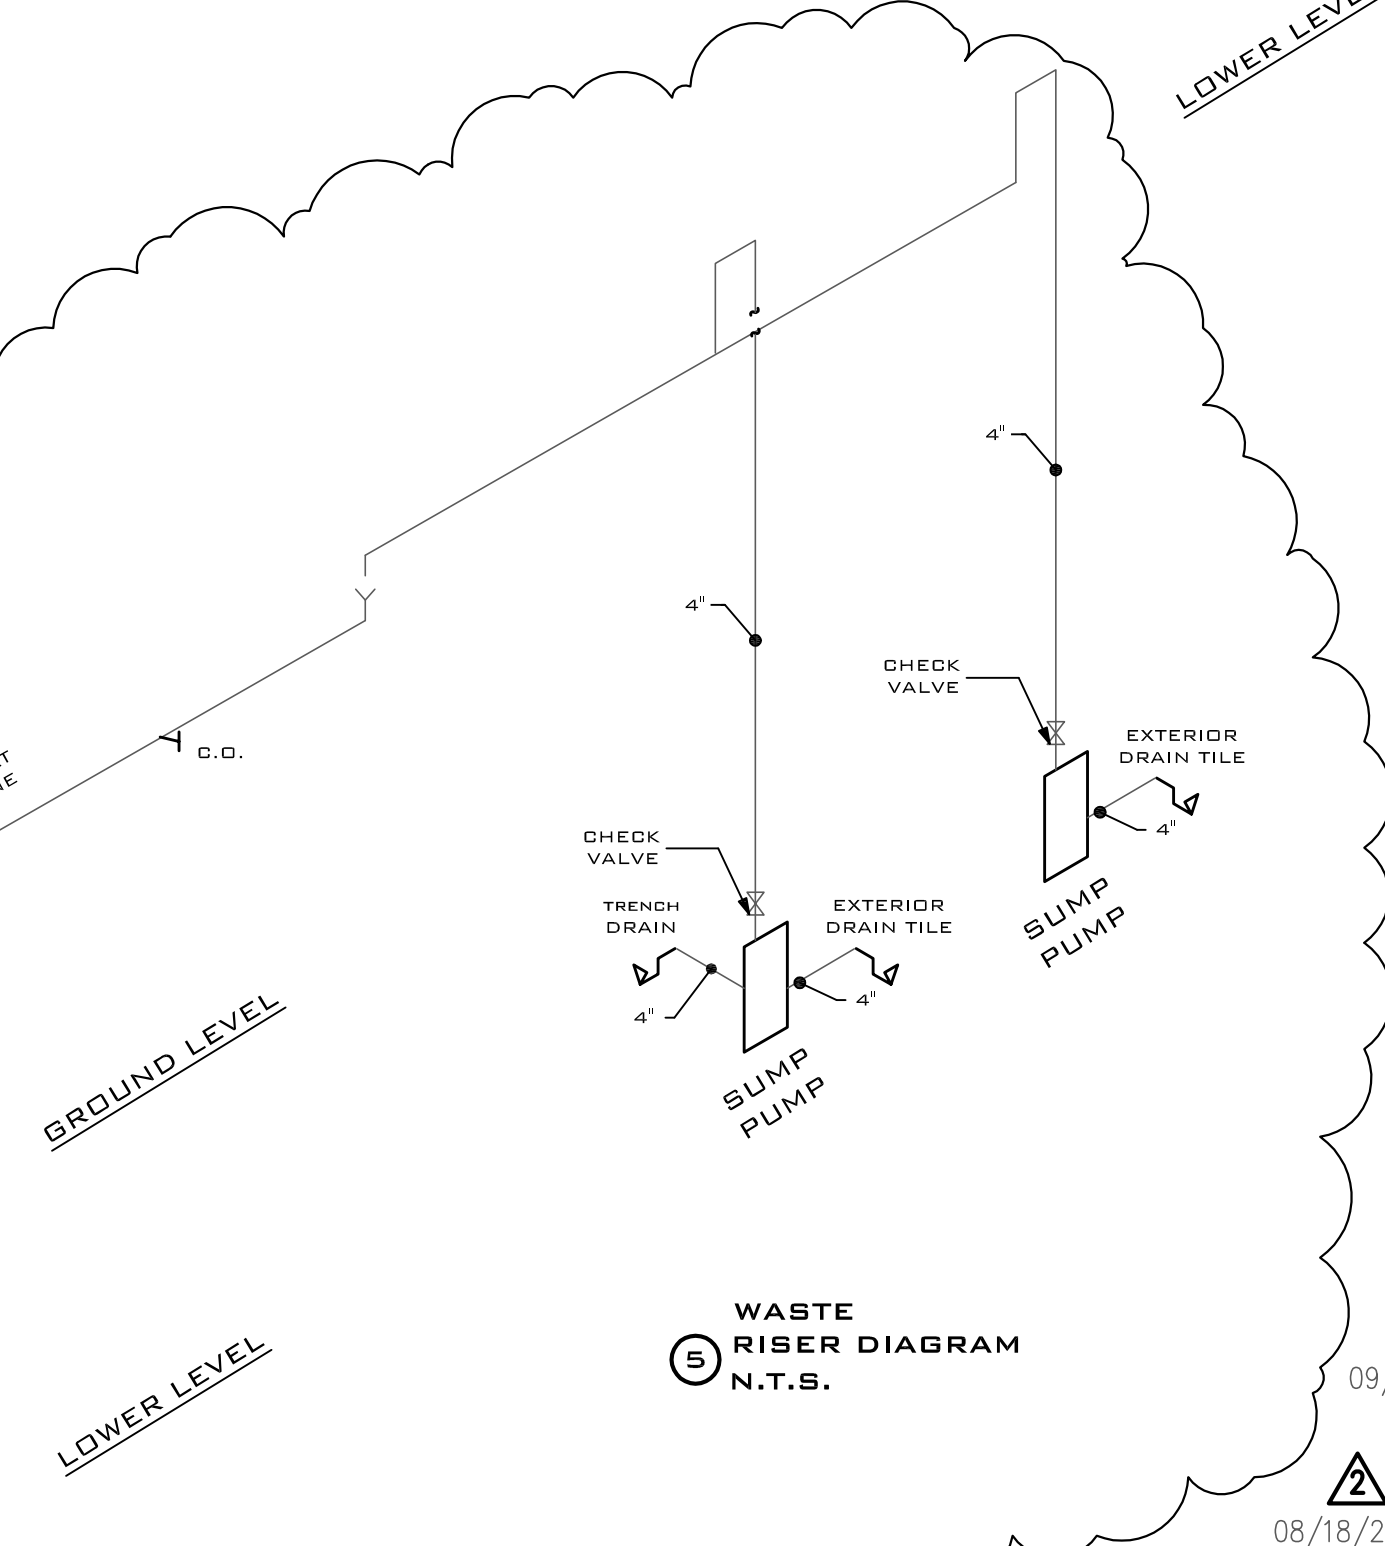 LOWER
4"
4"
CHECK
VALVE
EXTERIOR
DRAIN TILE
4"
C.O.
CHECK
VALVE
TRENCH
DRAIN
EXTERIOR
DRAIN TILE
4"
4"
SUMP
PUMP
SUMP
PUMP
GROUND LEVEL
LOWER LEVEL
WASTE
5 RISER DIAGRAM
N.T.S.
2